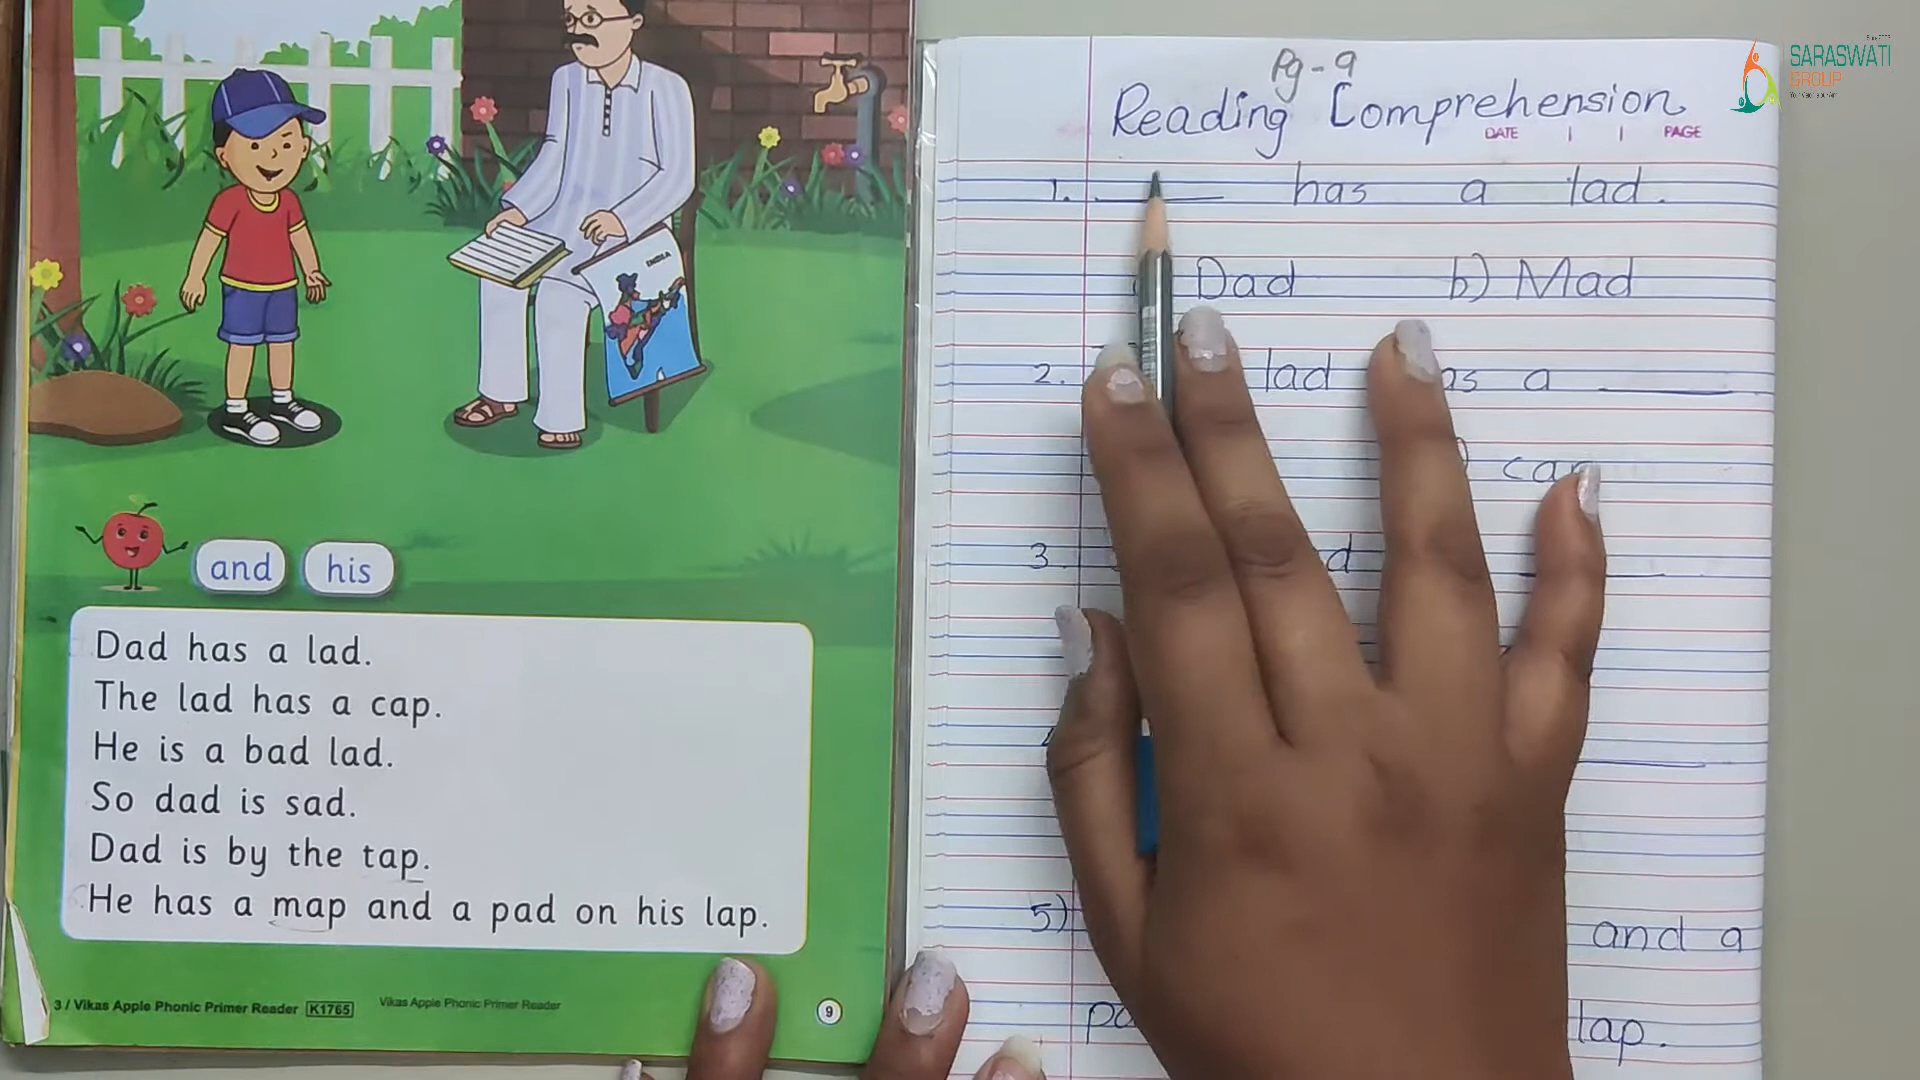 INDIA
and his
Dad has a lad.
The lad has a cap.
He is a bad lad.
So dad is sad.
Dad is by the tap.
He has a map and a pad on his lap.
3 / Vikas Apple Phonic Primer Reader K1765
Vikas Apple Phonic Primer Reader
9
SARASWATI
GROUP
Pg - 9
Reading Comprehension
DATE | | PAGE
1. ____ has a lad.
Dad b) Mad
2. lad as a ____
3.
5) and a
lap.